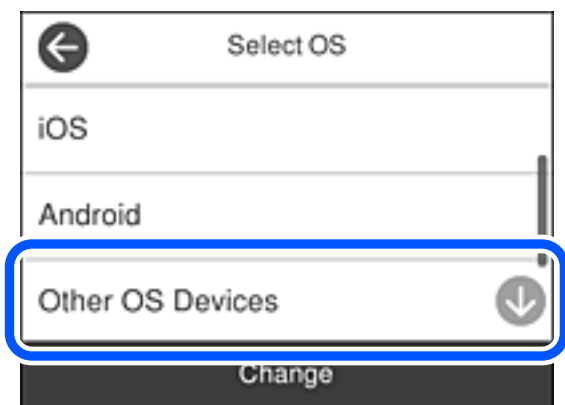 Select OS
iOS
Android
Other OS Devices
Change